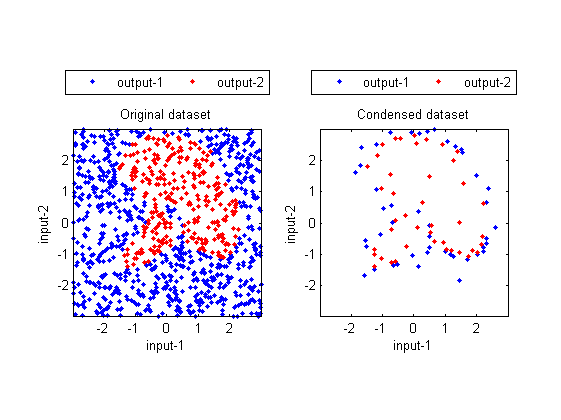 output-1 output-2
Original dataset
2
1
0
-1
-2
input-2
-2 -1 0 1 2
input-1
output-1 output-2
Condensed dataset
2
1
0
-1
-2
input-2
-2 -1 0 1 2
input-1